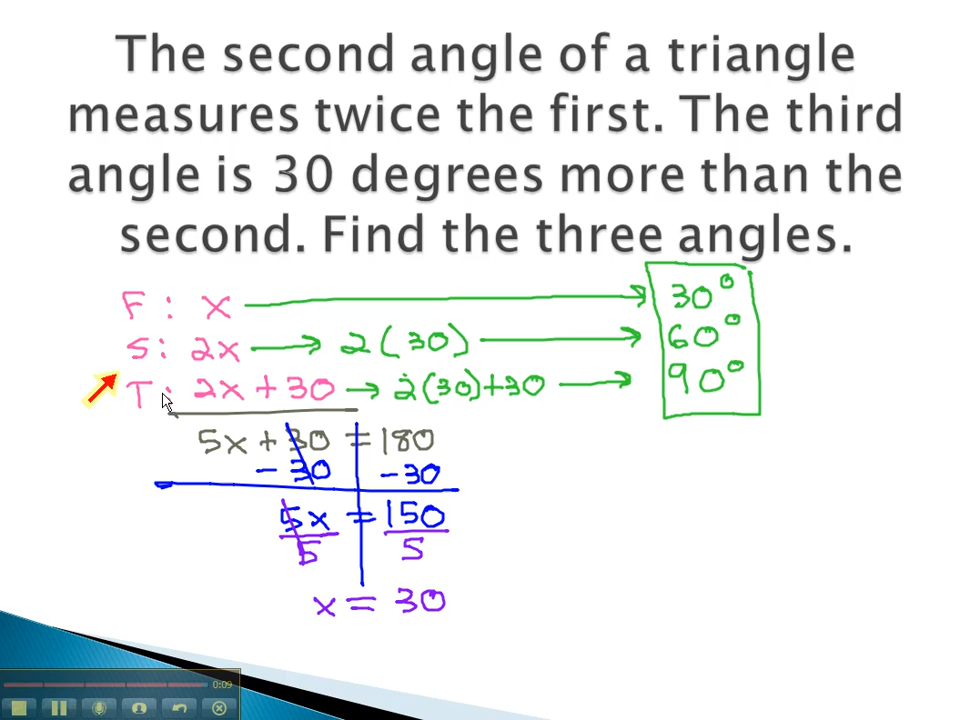 The second angle of a triangle
measures twice the first. The third
angle is 30 degrees more than the
second. Find the three angles.
F: x → 30°
S: 2x → 2(30) → 60°
T: 2x + 30 → 2(30)+30 → 90°
5x + 30 = 180
- 30 - 30
5x = 150
5 5
x = 30
0:09